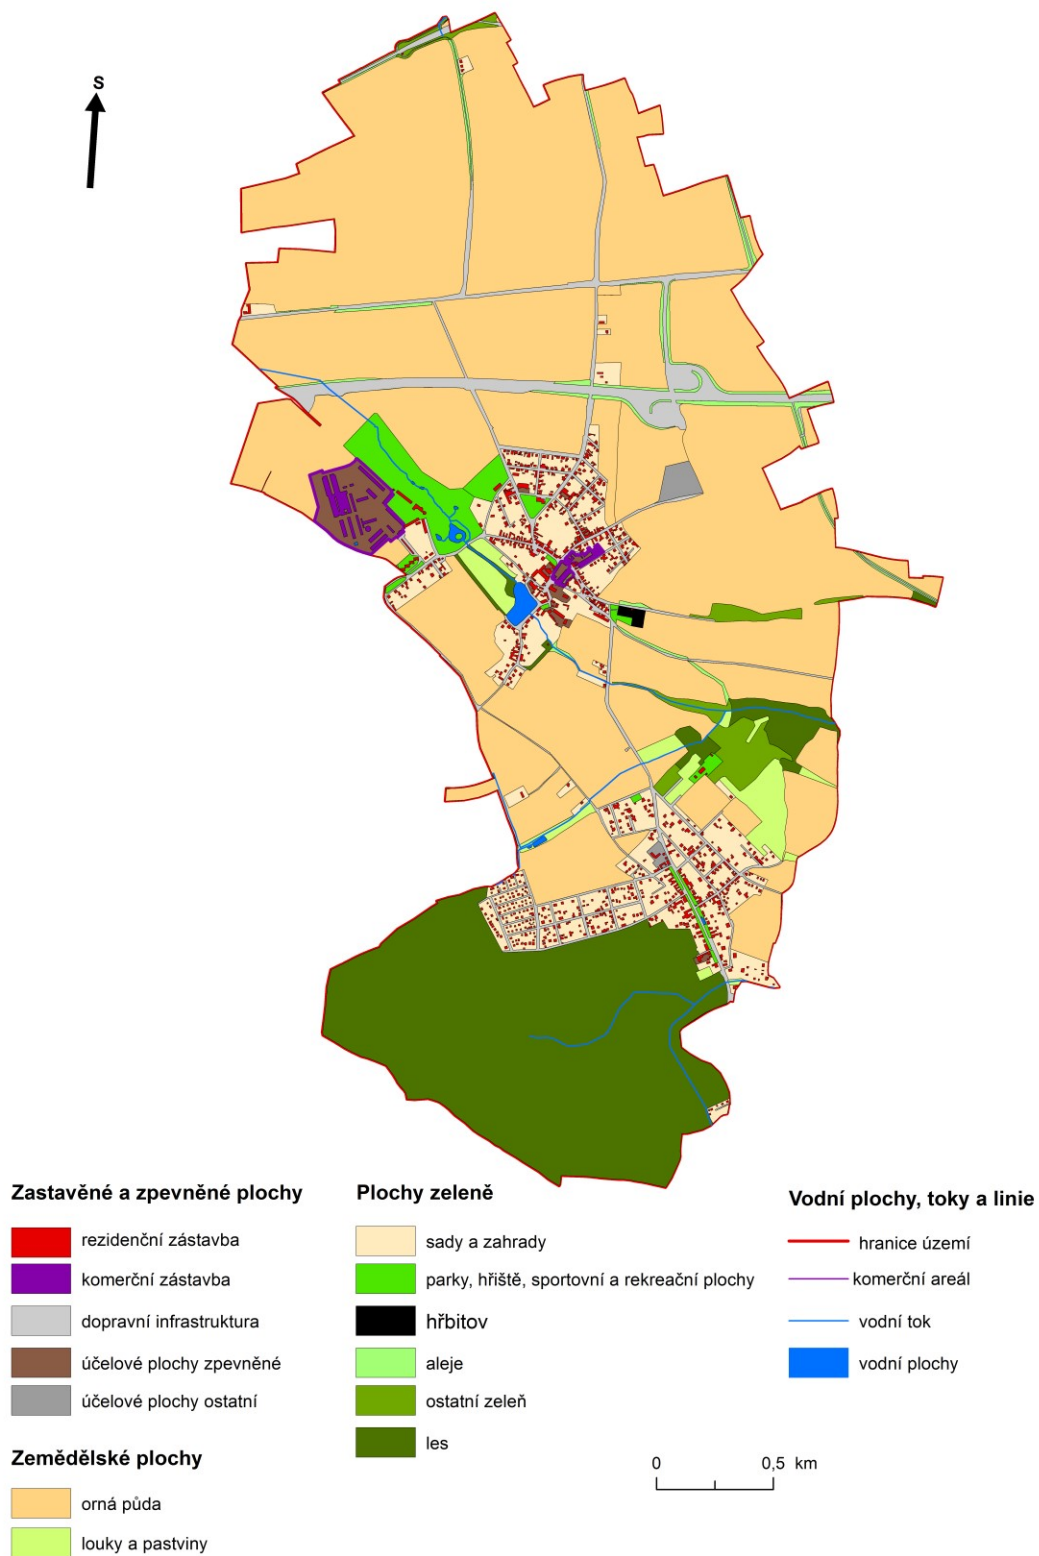 S
Zastavěné a zpevněné plochy
rezidenční zástavba
komerční zástavba
dopravní infrastruktura
účelové plochy zpevněné
účelové plochy ostatní
Zemědělské plochy
orná půda
louky a pastviny
Plochy zeleně
sady a zahrady
parky, hřiště, sportovní a rekreační plochy
hřbitov
aleje
ostatní zeleň
les
Vodní plochy, toky a linie
hranice území
komerční areál
vodní tok
vodní plochy
0 0,5 km